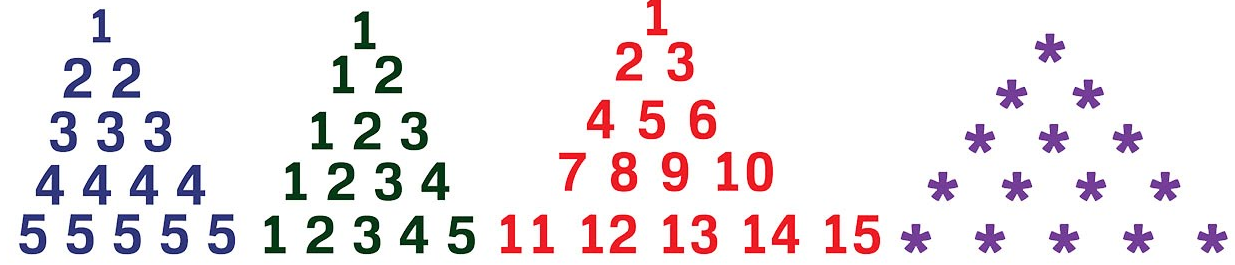 1
2 2
3 3 3
4 4 4 4
5 5 5 5 5
1
1 2
1 2 3
1 2 3 4
1 2 3 4 5
1
2 3
4 5 6
7 8 9 10
11 12 13 14 15
*
* *
* * *
* * * *
* * * * *